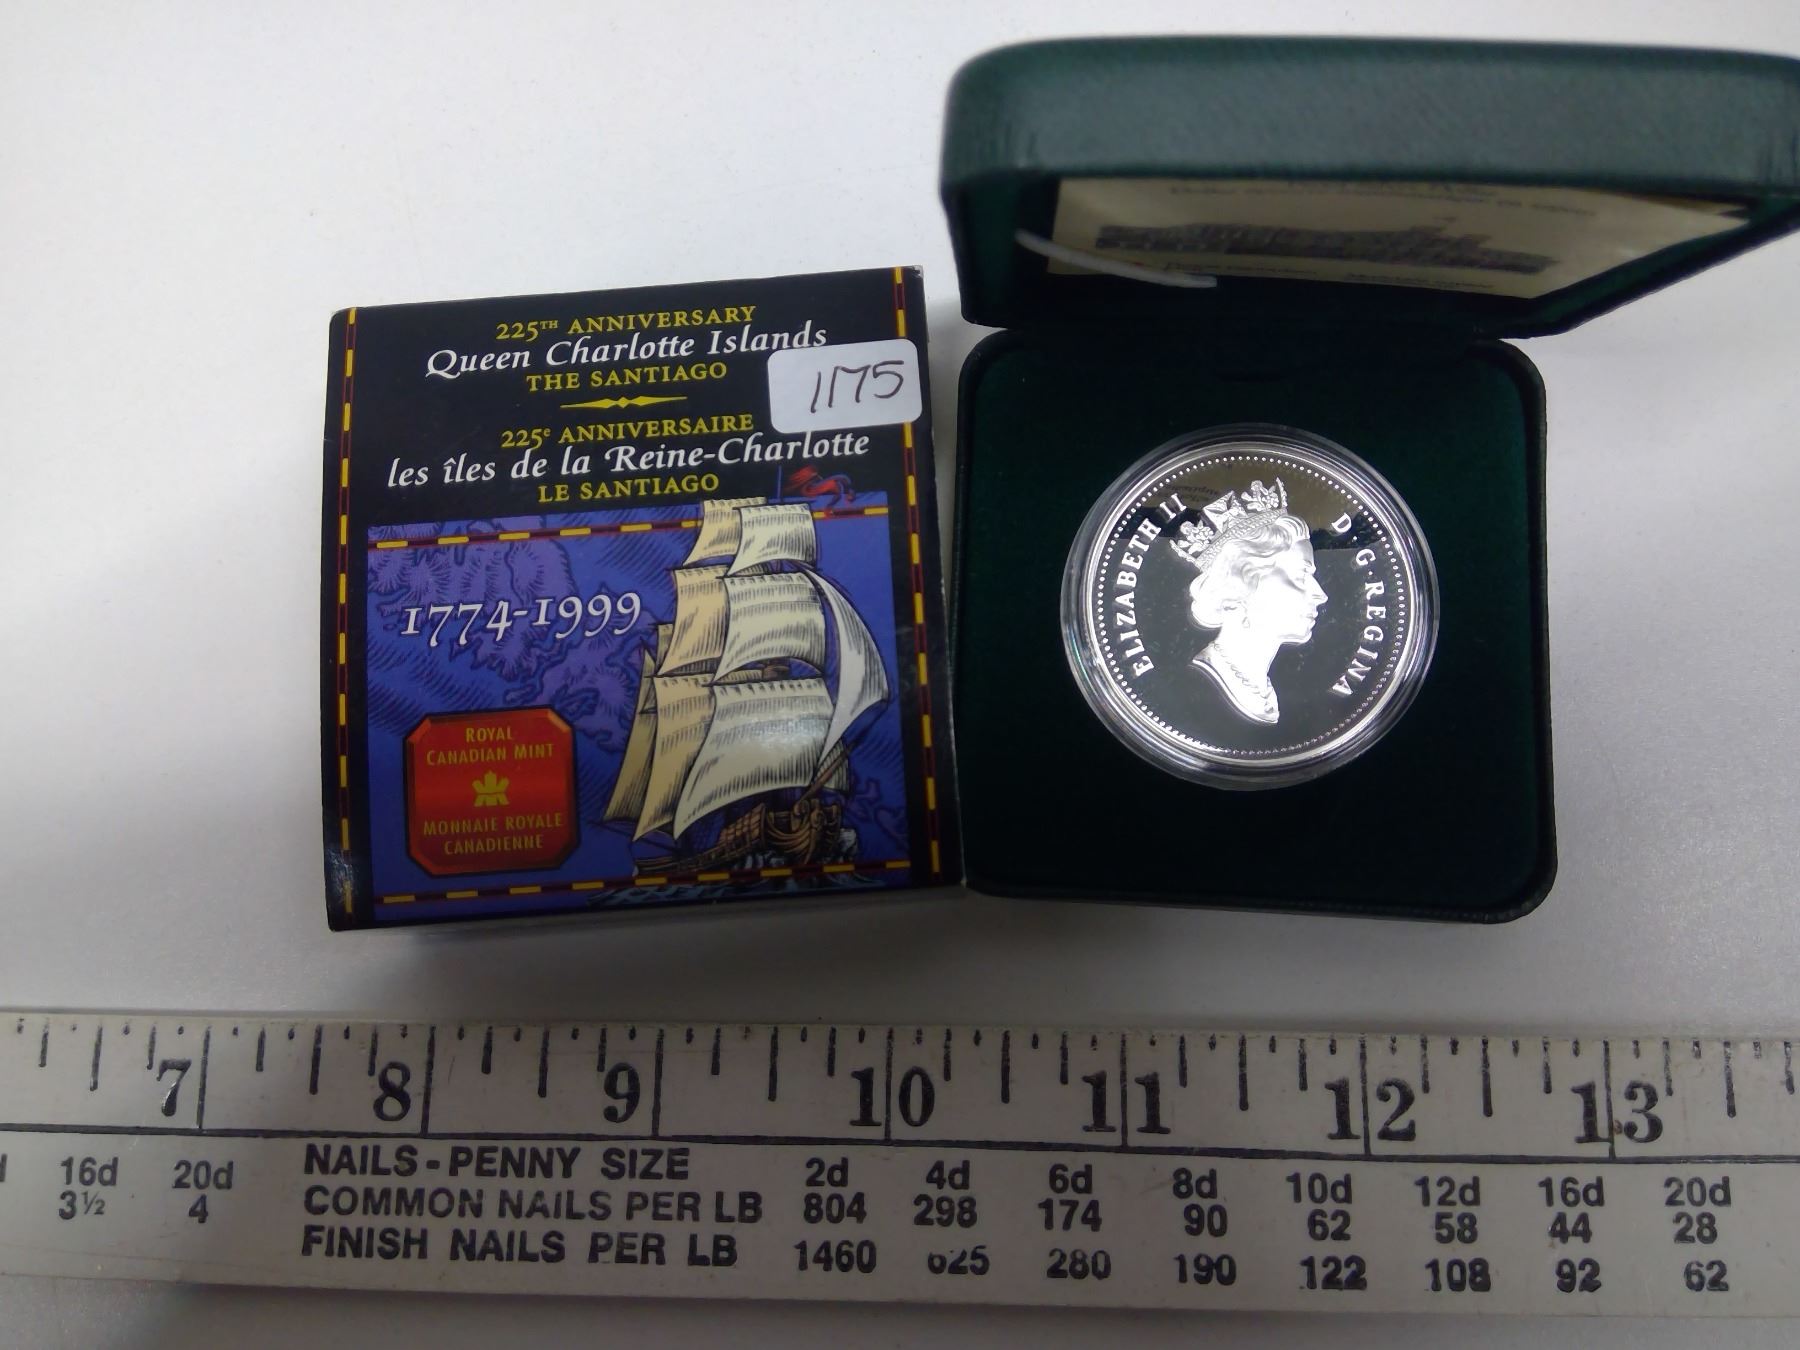 225TH ANNIVERSARY
Queen Charlotte Islands
THE SANTIAGO
1175
225e ANNIVERSAIRE
les îles de la Reine-Charlotte
LE SANTIAGO
1774-1999
ROYAL
CANADIAN MINT
MONNAIE ROYALE
CANADIENNE
ELIZABETH II D·G·REGINA
7 8 9 10 11 12 13
16d 20d NAILS-PENNY SIZE 2d 4d 6d 8d 10d 12d 16d 20d
3½ 4 COMMON NAILS PER LB 804 298 174 90 62 58 44 28
FINISH NAILS PER LB 1460 625 280 190 122 108 92 62